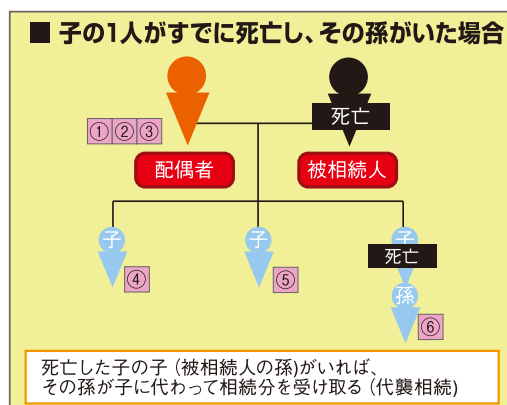 ■ 子の1人がすでに死亡し、その孫がいた場合
死亡
① ② ③
配偶者
被相続人
子
子
子
死亡
④
⑤
孫
⑥
死亡した子の子(被相続人の孫)がいれば、
その孫が子に代わって相続分を受け取る(代襲相続)